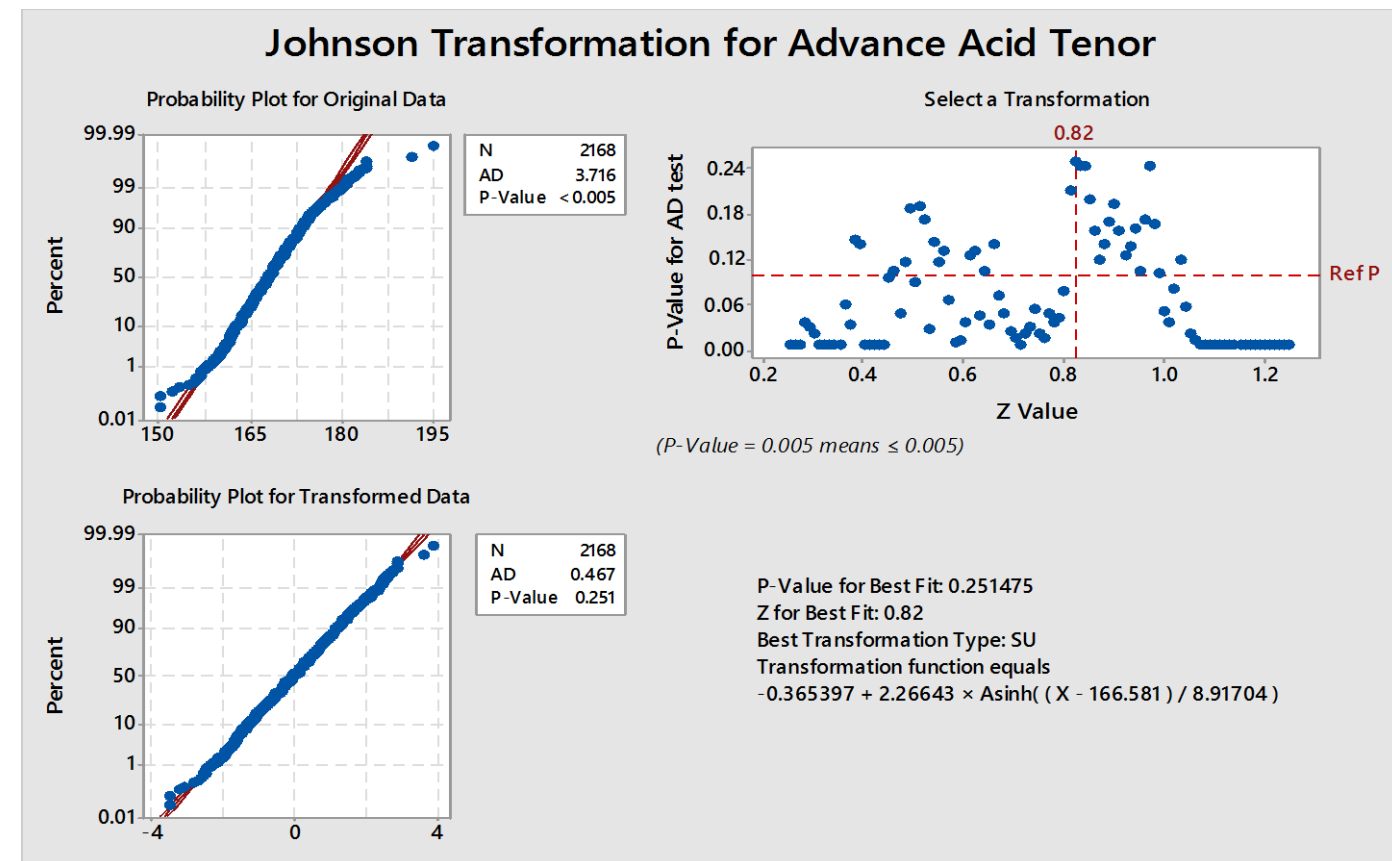 Johnson Transformation for Advance Acid Tenor
Probability Plot for Original Data
Percent
99.99
99
90
50
10
1
0.01
150 165 180 195
N 2168
AD 3.716
P-Value <0.005
Select a Transformation
0.82
P-Value for AD test
0.24
0.18
0.12
0.06
0.00
Ref P
0.2 0.4 0.6 0.8 1.0 1.2
Z Value
(P-Value = 0.005 means ≤ 0.005)
Probability Plot for Transformed Data
Percent
99.99
99
90
50
10
1
0.01
-4 0 4
N 2168
AD 0.467
P-Value 0.251
P-Value for Best Fit: 0.251475
Z for Best Fit: 0.82
Best Transformation Type: SU
Transformation function equals
-0.365397 + 2.26643 × Asinh( ( X - 166.581 ) / 8.91704 )